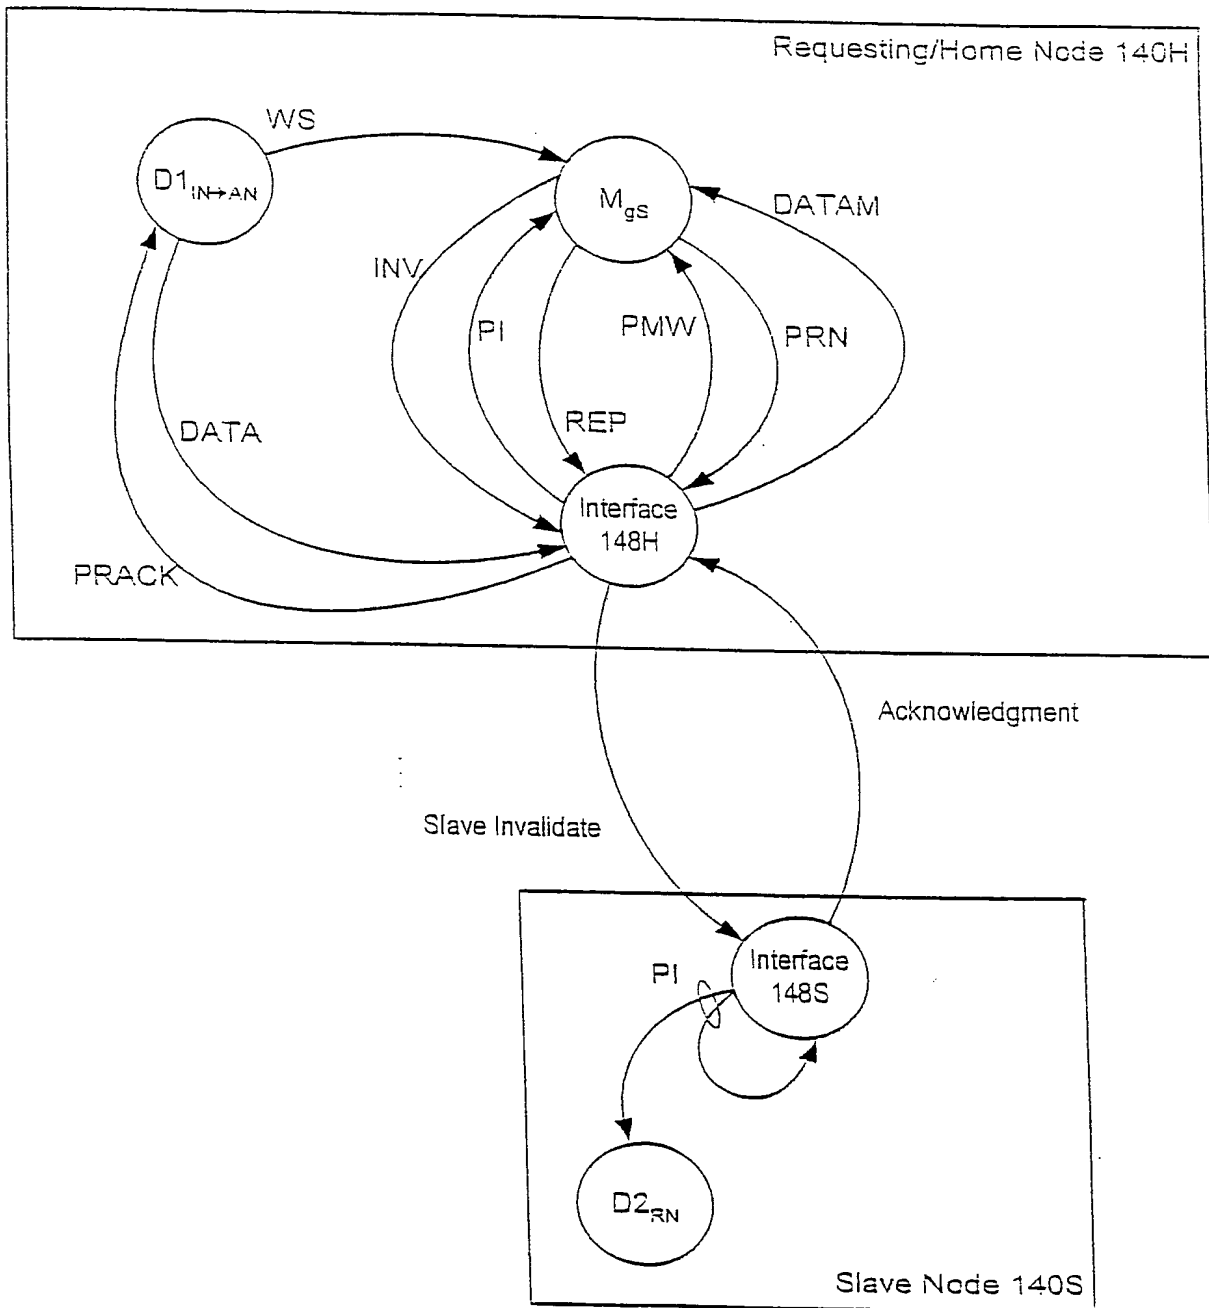 Requesting/Home Node 140H
WS
D1IN→AN
MgS
DATAM
INV
PI
PMW
PRN
REP
DATA
Interface
148H
PRACK
Acknowledgment
Slave Invalidate
PI
Interface
148S
D2RN
Slave Node 140S